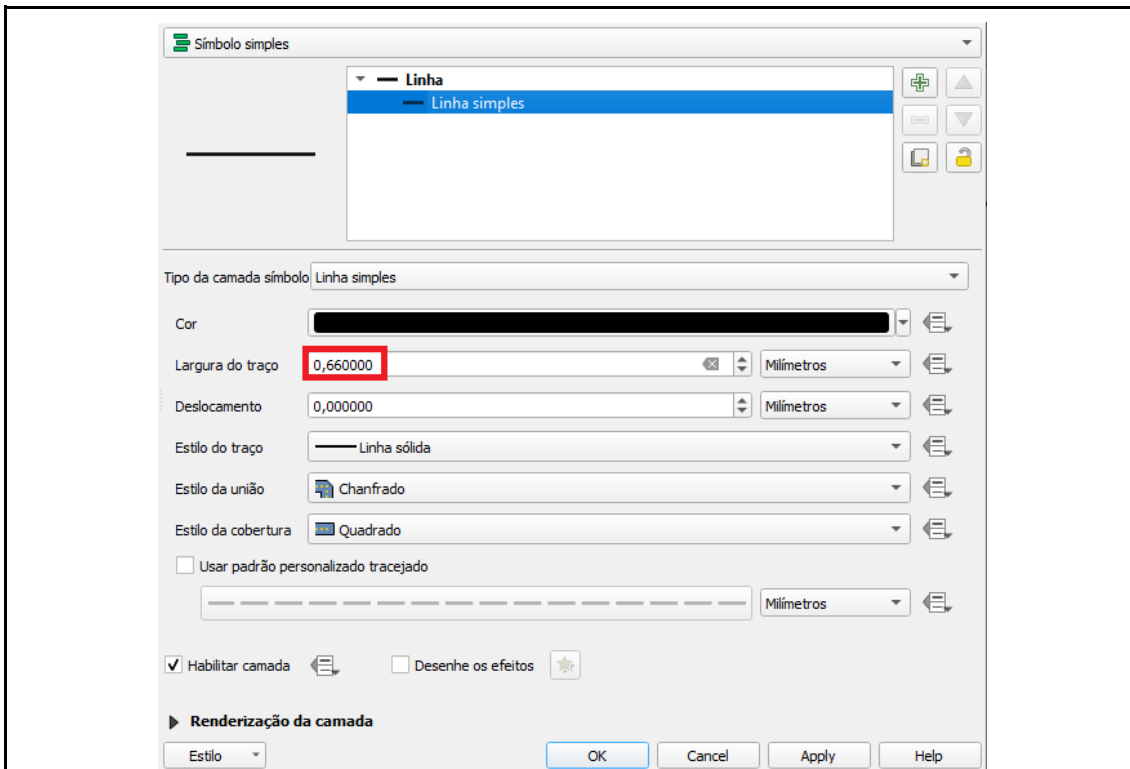 Símbolo simples
Linha
Linha simples
Tipo da camada símbolo Linha simples
Cor
Largura do traço 0,660000 Milímetros
Deslocamento 0,000000 Milímetros
Estilo do traço Linha sólida
Estilo da união Chanfrado
Estilo da cobertura Quadrado
Usar padrão personalizado tracejado
Milímetros
Habilitar camada Desenhe os efeitos
Renderização da camada
Estilo OK Cancel Apply Help